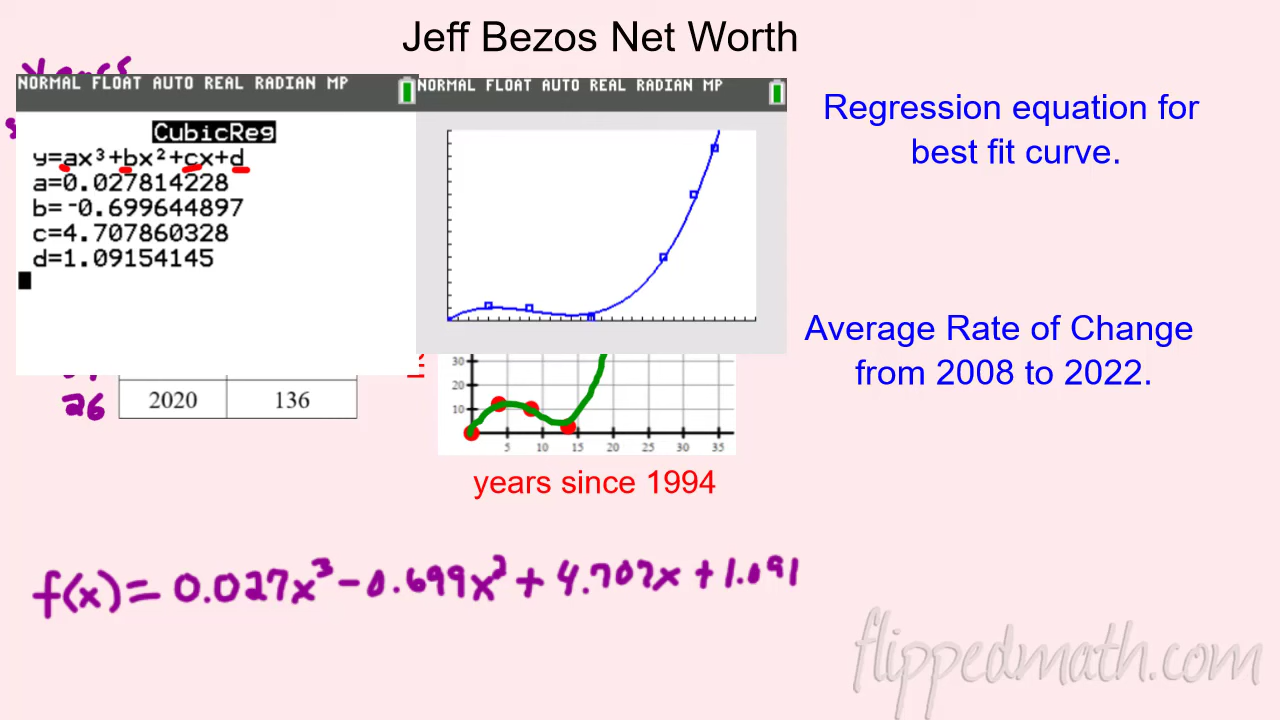 Jeff Bezos Net Worth
NORMAL FLOAT AUTO REAL RADIAN MP
CubicReg
y=ax³+bx²+cx+d
a=0.027814228
b=-0.699644897
c=4.707860328
d=1.09154145
NORMAL FLOAT AUTO REAL RADIAN MP
Regression equation for
best fit curve.
Average Rate of Change
from 2008 to 2022.
26 2020 136
30
20
10
5 10 15 20 25 30 35
years since 1994
f(x)= 0.027x³ - 0.699x² + 4.707x + 1.091
flippedmath.com